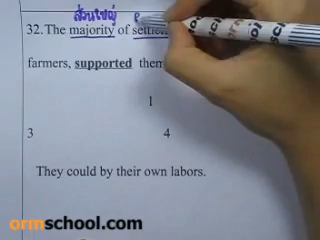 ส่วนใหญ่
32.The majority of
farmers, supported them
1
3 4
They could by their own labors.
ormschool.com